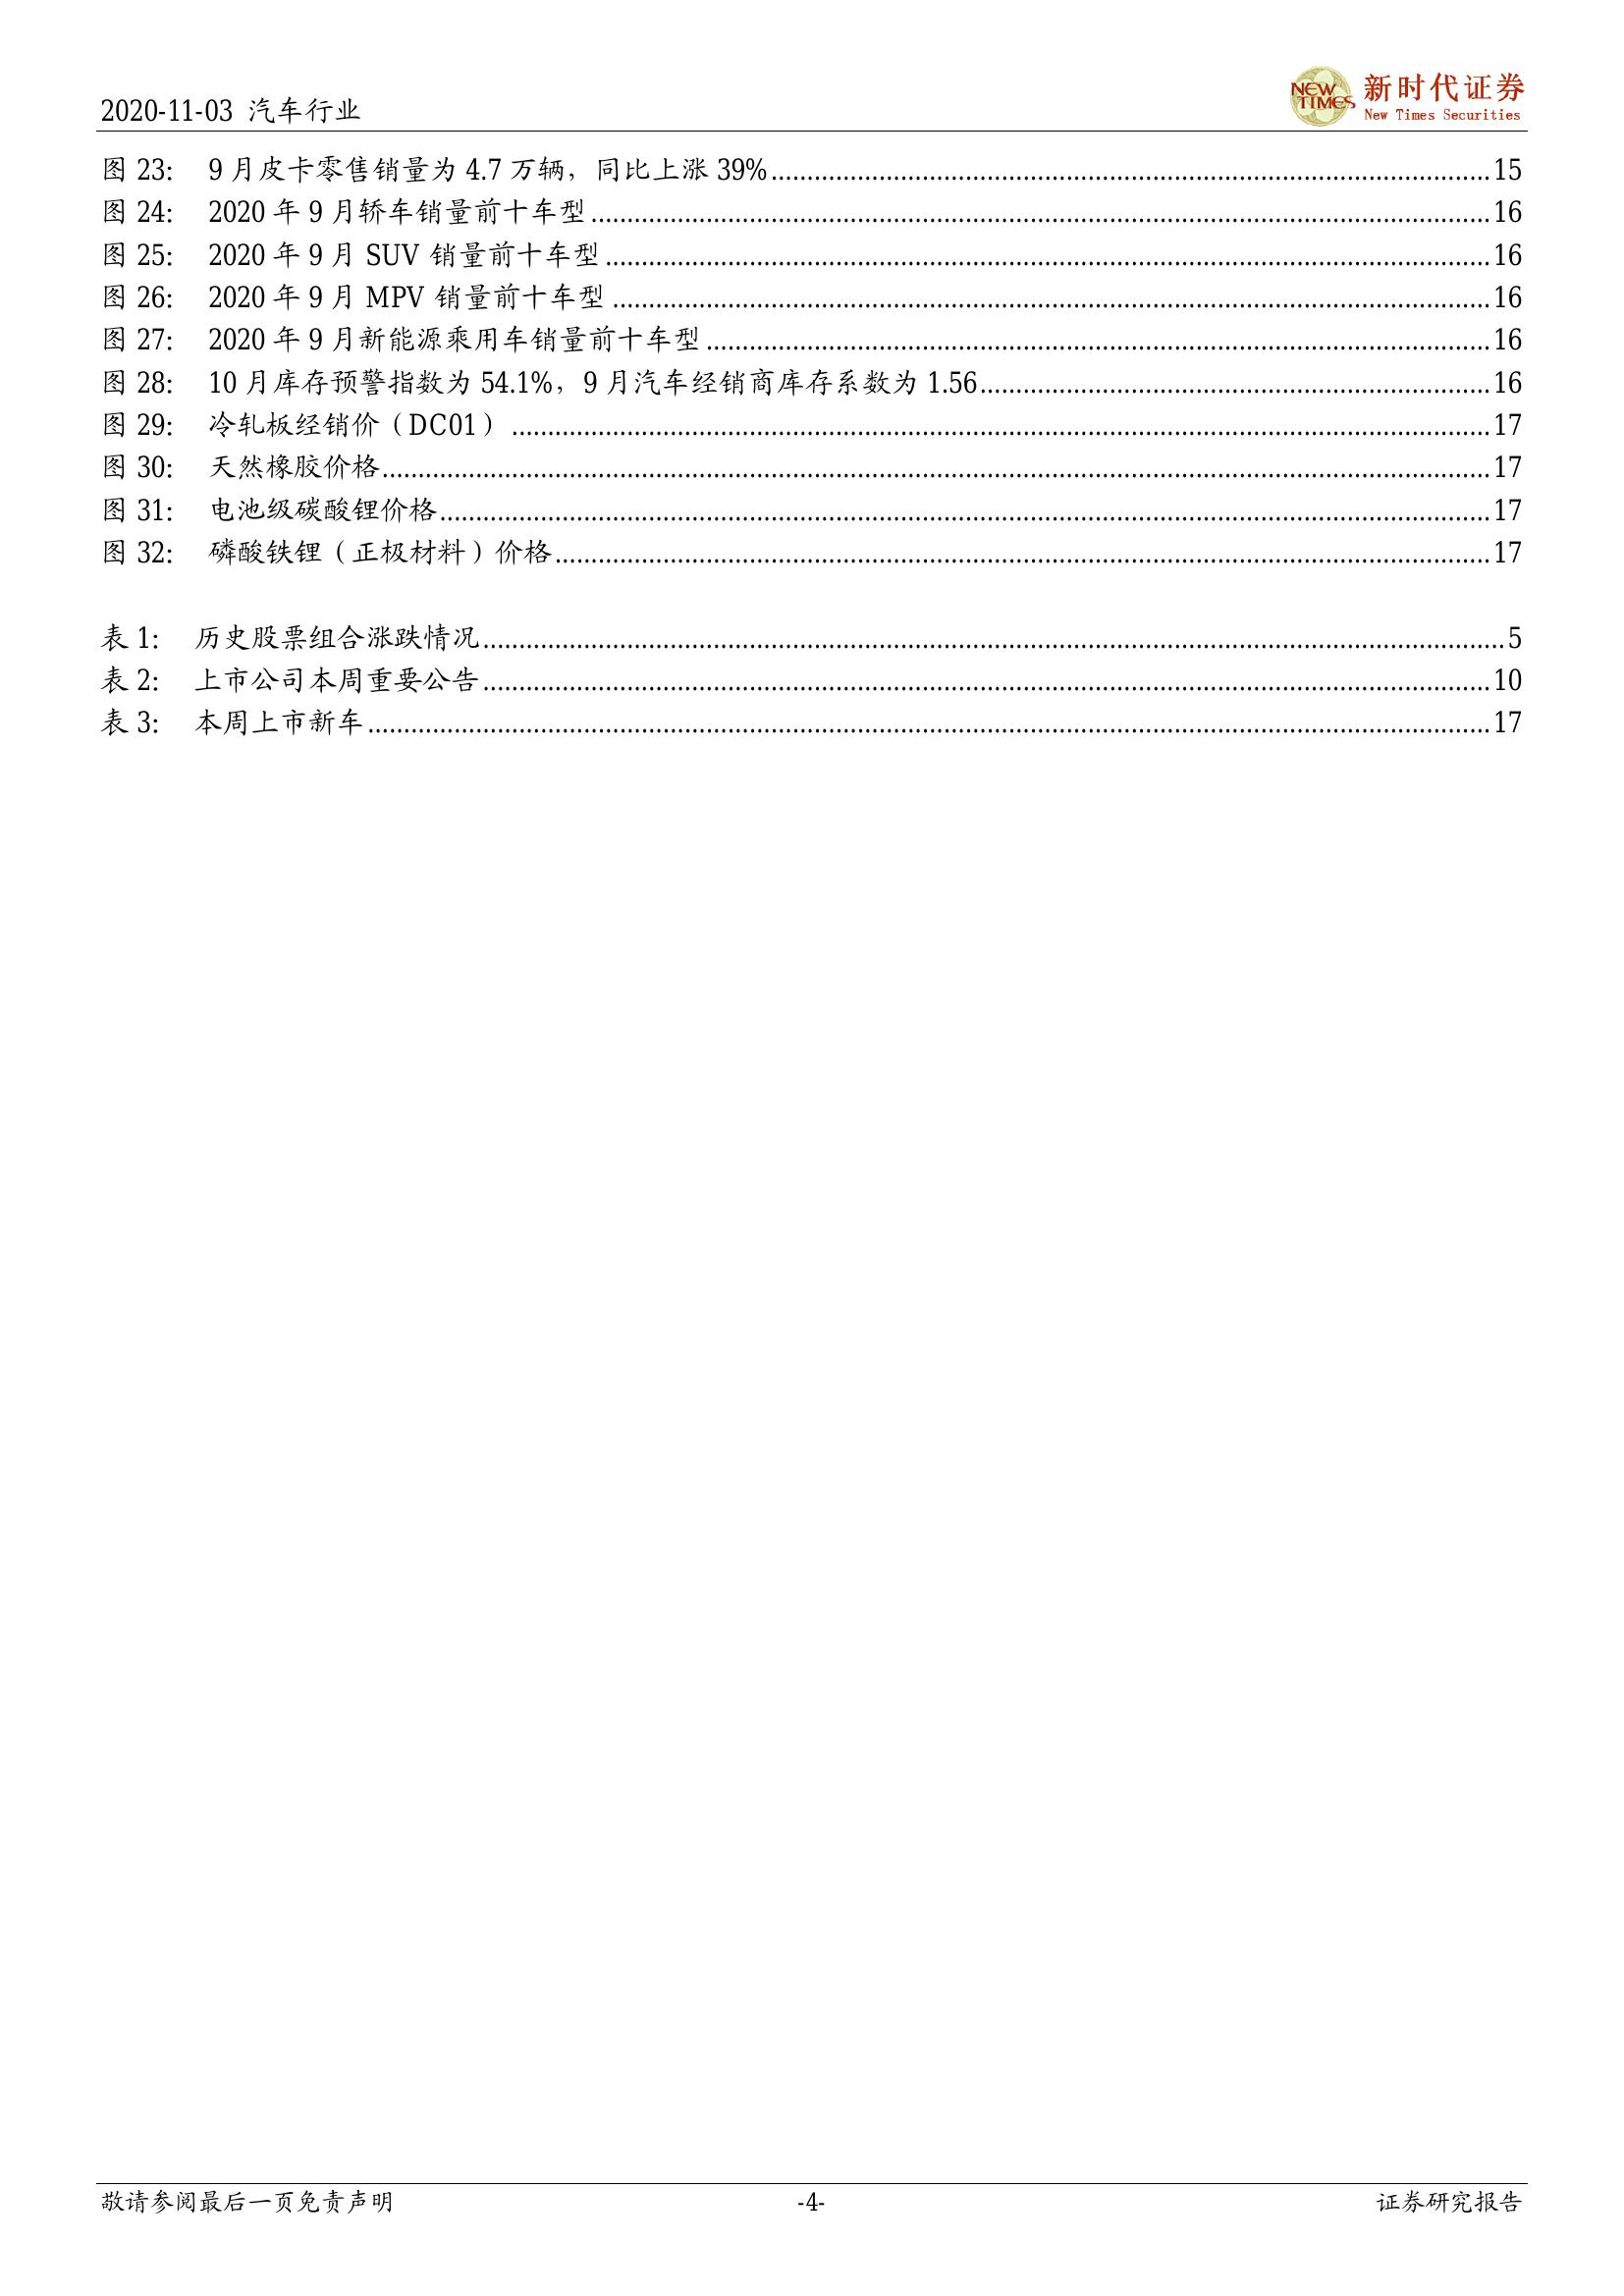 2020-11-03 汽车行业
NEW TIMES 新时代证券
New Times Securities
图 23: 9 月皮卡零售销量为 4.7 万辆，同比上涨 39%......15
图 24: 2020 年 9 月轿车销量前十车型......16
图 25: 2020 年 9 月 SUV 销量前十车型......16
图 26: 2020 年 9 月 MPV 销量前十车型......16
图 27: 2020 年 9 月新能源乘用车销量前十车型......16
图 28: 10 月库存预警指数为 54.1%，9 月汽车经销商库存系数为 1.56......16
图 29: 冷轧板经销价（DC01）......17
图 30: 天然橡胶价格......17
图 31: 电池级碳酸锂价格......17
图 32: 磷酸铁锂（正极材料）价格......17
表 1: 历史股票组合涨跌情况......5
表 2: 上市公司本周重要公告......10
表 3: 本周上市新车......17
敬请参阅最后一页免责声明 -4- 证券研究报告